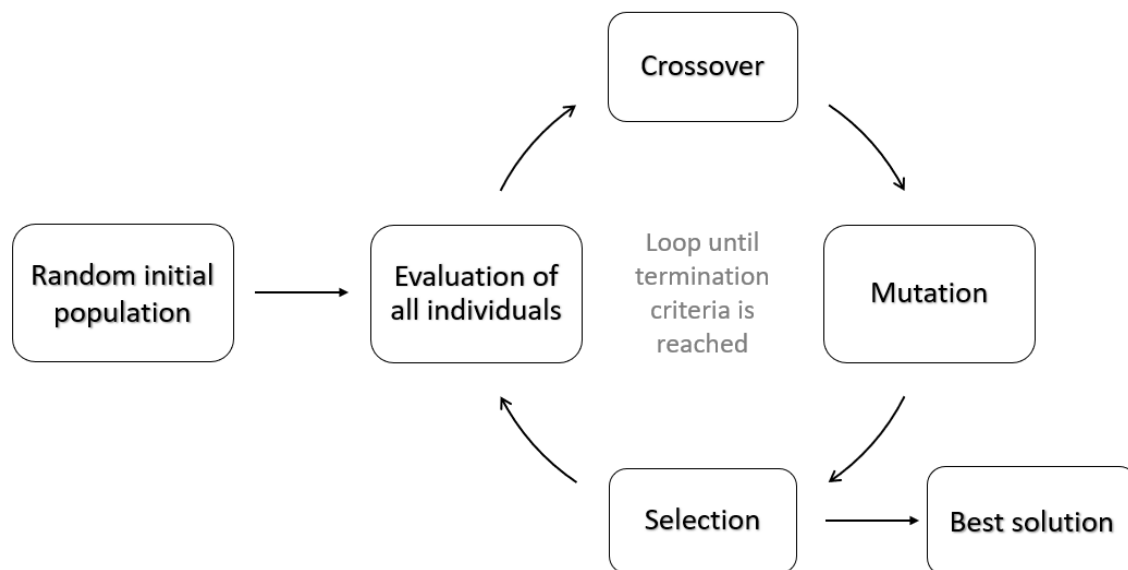 Crossover
Random initial
population
Evaluation of
all individuals
Loop until
termination
criteria is
reached
Mutation
Selection
Best solution